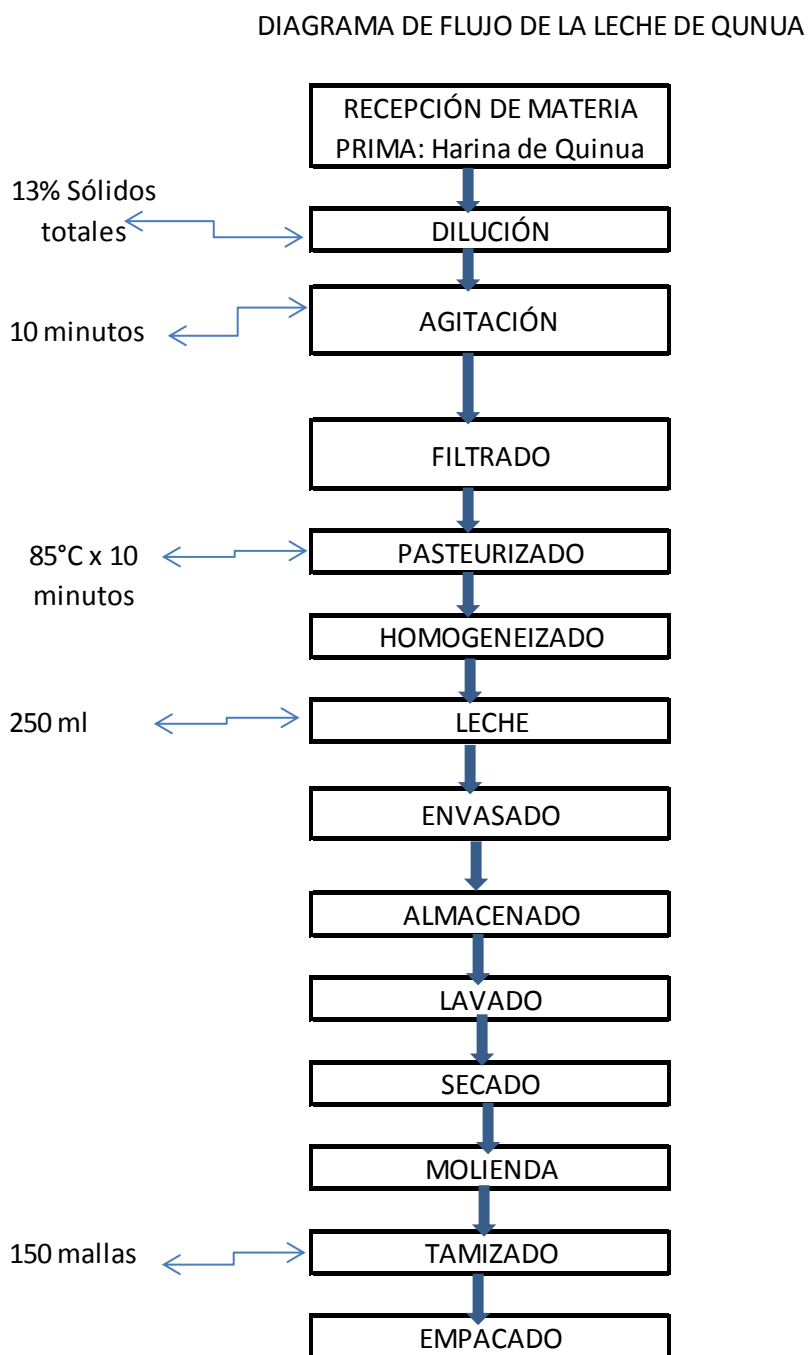 DIAGRAMA DE FLUJO DE LA LECHE DE QUNUA
RECEPCIÓN DE MATERIA
PRIMA: Harina de Quinua
13% Sólidos
totales
DILUCIÓN
10 minutos
AGITACIÓN
FILTRADO
85°C x 10
minutos
PASTEURIZADO
HOMOGENEIZADO
250 ml
LECHE
ENVASADO
ALMACENADO
LAVADO
SECADO
MOLIENDA
150 mallas
TAMIZADO
EMPACADO